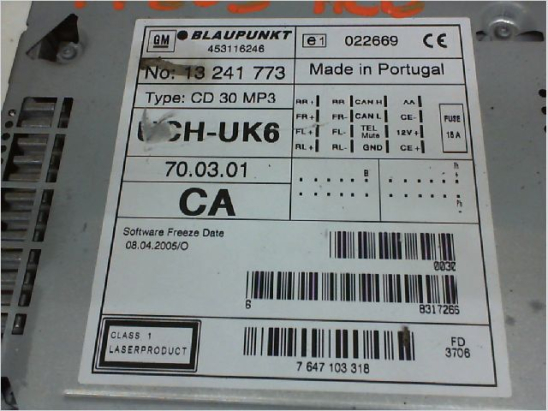 GM BLAUPUNKT e1 022669 CE
453116246
No: 13 241 773 Made in Portugal
Type: CD 30 MP3
RR+ RR- CAN H AA
FR+ FR- CAN L CE- FUSE
FL+ FL- TEL Mute 12V+ 15 A
RL+ RL- GND CE+
CH-UK6
70.03.01
CA
Software Freeze Date
08.04.2005/O
0030
6 8317266
CLASS 1
LASERPRODUCT
7 647 103 318
FD
3706